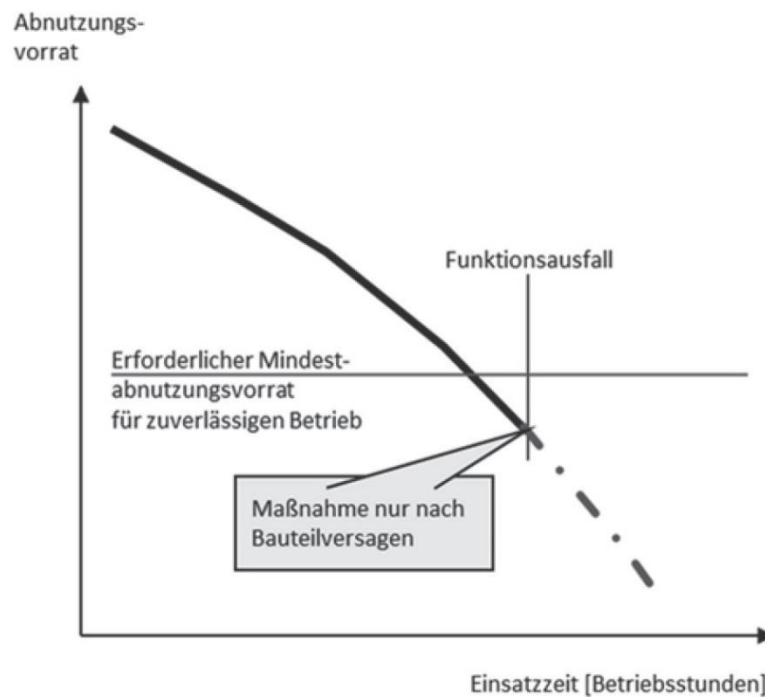 Abnutzungs-
vorrat
Funktionsausfall
Erforderlicher Mindest-
abnutzungsvorrat
für zuverlässigen Betrieb
Maßnahme nur nach
Bauteilversagen
Einsatzzeit [Betriebsstunden]